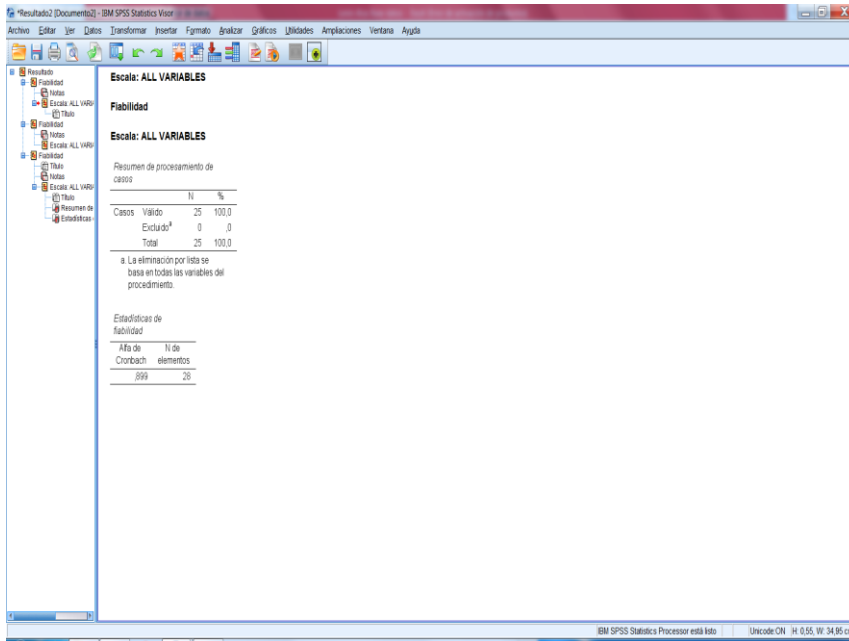 *Resultado2 [Documento2] - IBM SPSS Statistics Visor
Archivo Editar Ver Datos Transformar Insertar Formato Analizar Gráficos Utilidades Ampliaciones Ventana Ayuda
Resultado
Fiabilidad
Notas
Escala: ALL VARI
Título
Fiabilidad
Notas
Escala: ALL VARI
Fiabilidad
Título
Notas
Escala: ALL VARI
Título
Resumen de
Estadísticas
Escala: ALL VARIABLES
Fiabilidad
Escala: ALL VARIABLES
Resumen de procesamiento de
casos
N %
Casos Válido 25 100,0
Excluido a 0 ,0
Total 25 100,0
a. La eliminación por lista se
basa en todas las variables del
procedimiento.
Estadísticas de
fiabilidad
Alfa de N de
Cronbach elementos
,899 28
IBM SPSS Statistics Processor está listo Unicode:ON H: 0,55, W: 34,95 c